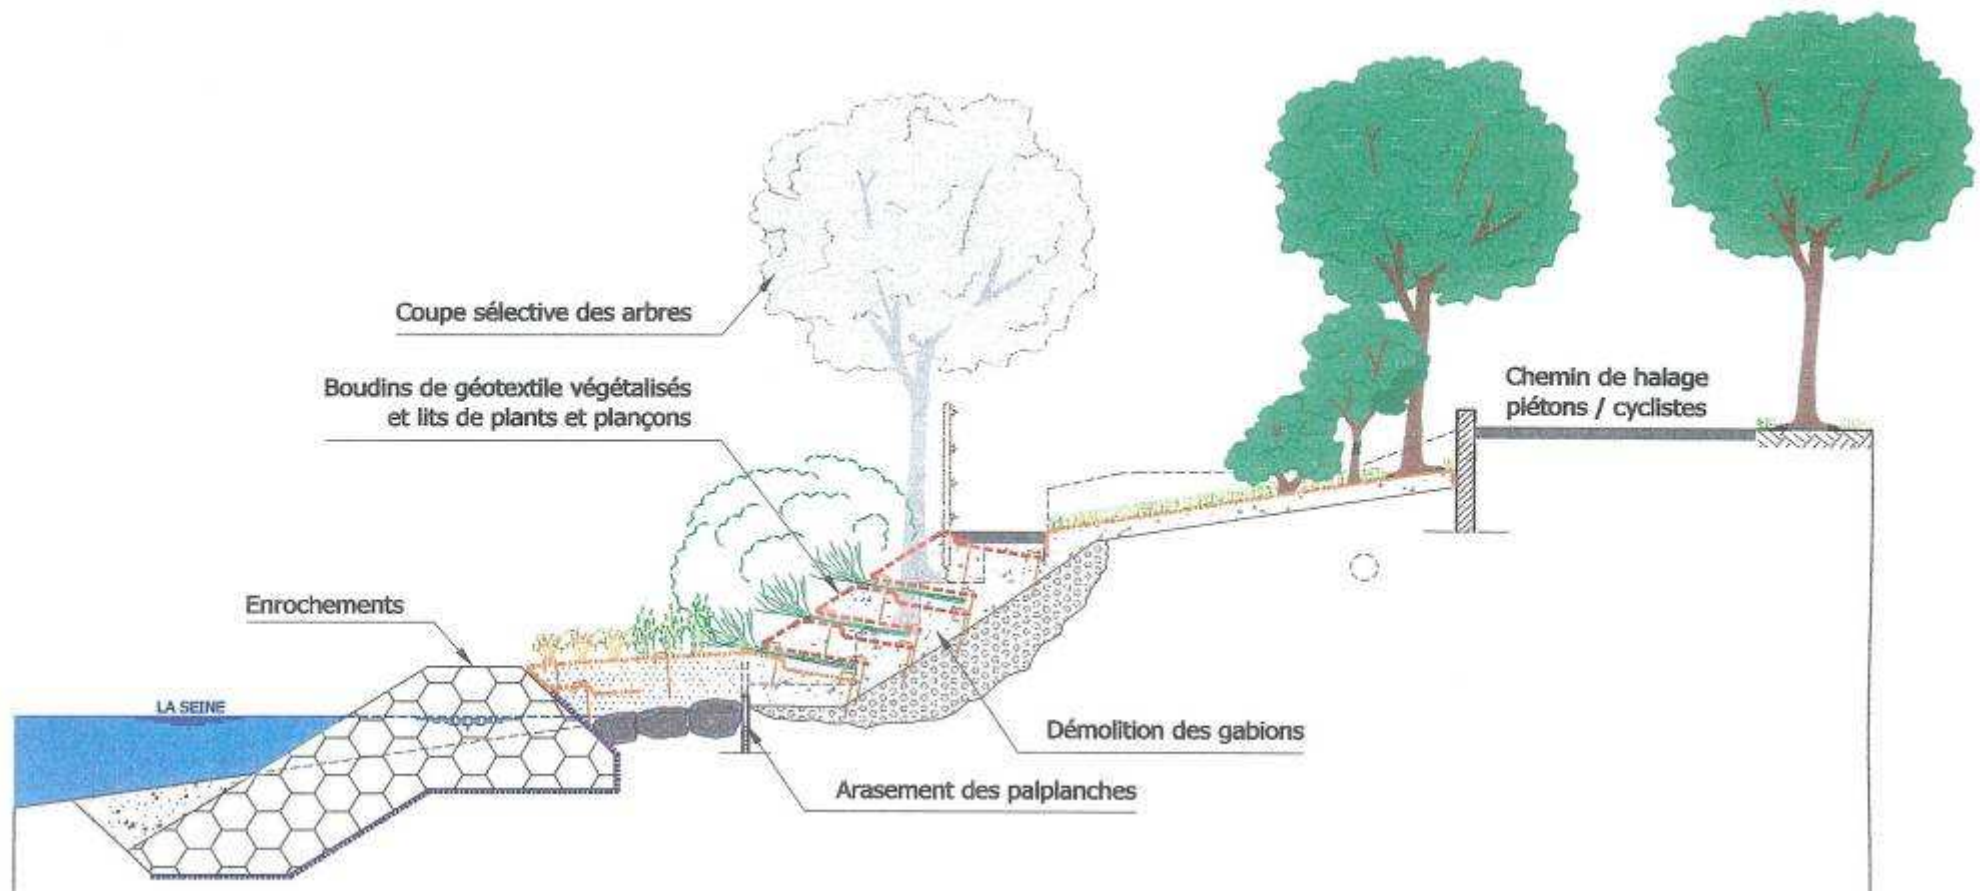 Coupe sélective des arbres
Boudins de géotextile végétalisés
et lits de plants et plançons
Chemin de halage
piétons / cyclistes
Enrochements
LA SEINE
Démolition des gabions
Arasement des palplanches